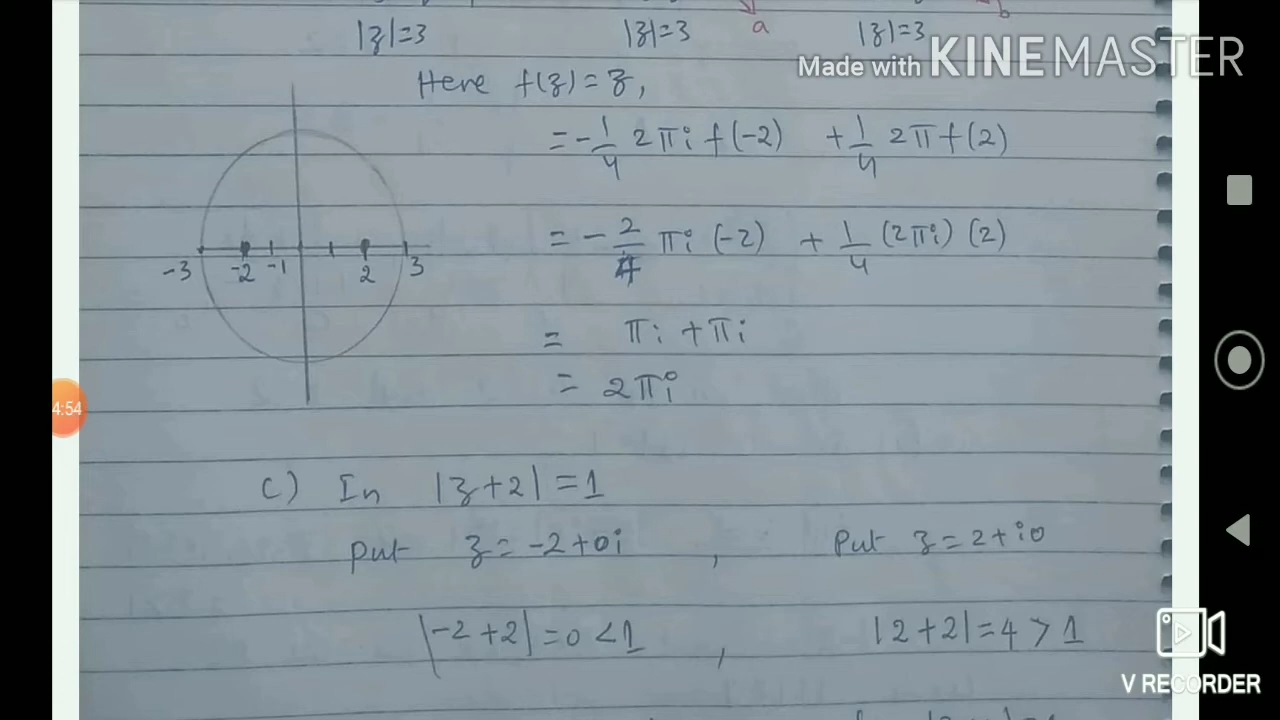 a b
|z|=3 |z|=3 |z|=3
Made with KINEMASTER
Here f(z) = z,
= -1/4 2πi f(-2) + 1/4 2π f(2)
= - 2/4 πi (-2) + 1/4 (2πi) (2)
-3 -2 -1 2 3
= πi + πi
= 2πi
4:54
c) In |z+2| = 1
Put z = -2+0i , Put z = 2+i0
|-2+2| = 0 < 1 , |2+2| = 4 > 1
V RECORDER